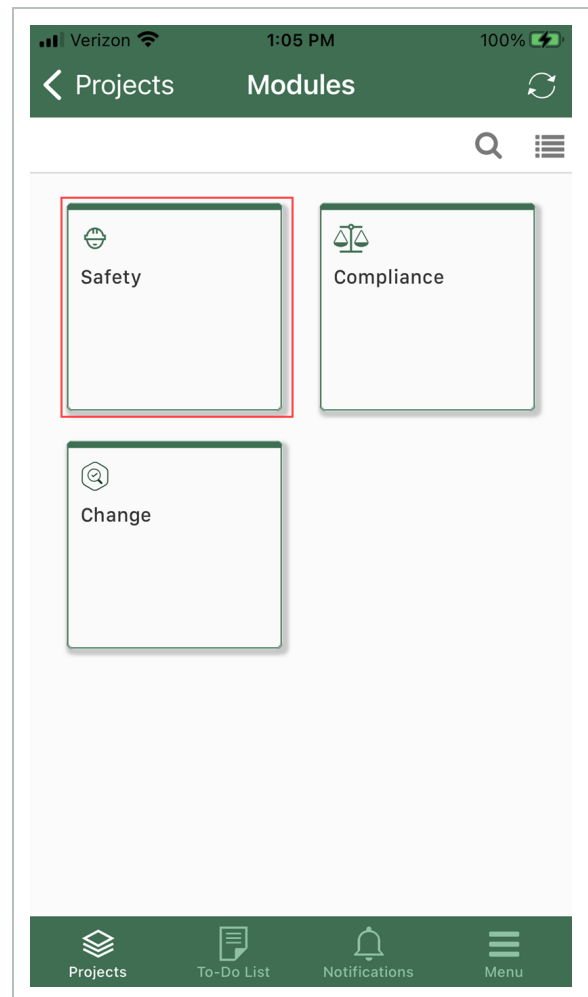 Verizon 1:05 PM 100%
Projects Modules
Safety Compliance
Change
Projects To-Do List Notifications Menu